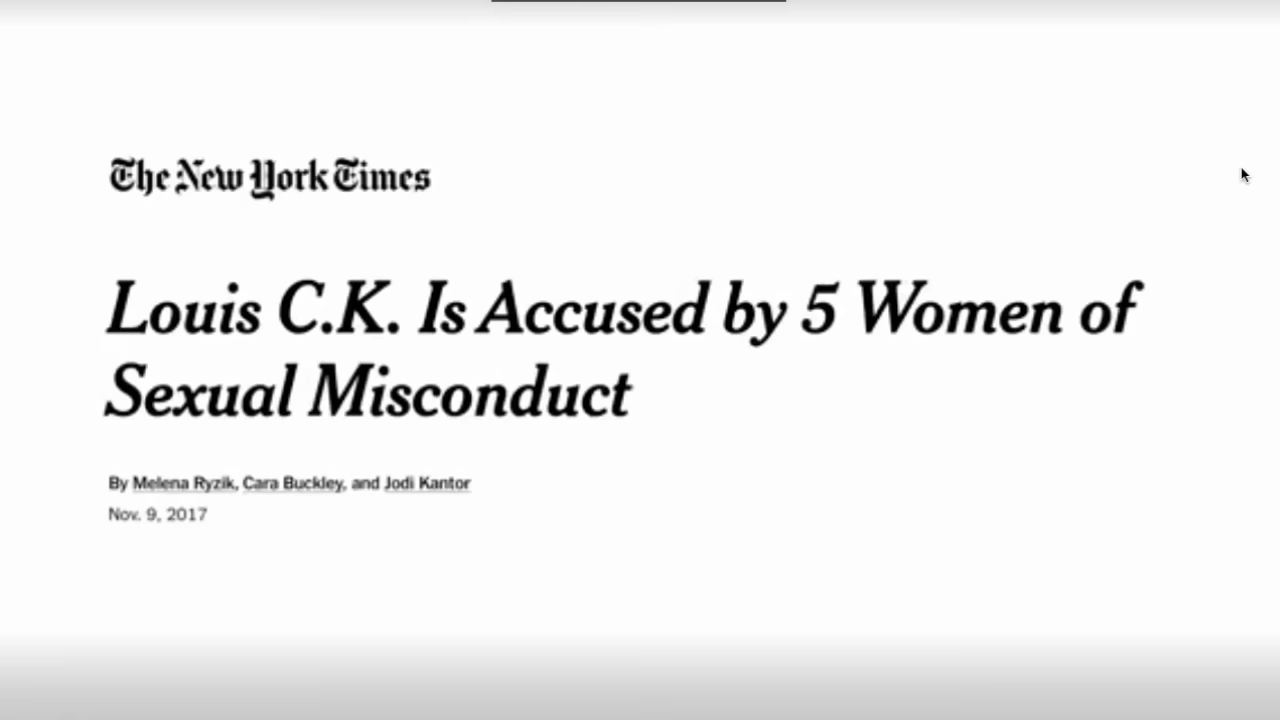 The New York Times
Louis C.K. Is Accused by 5 Women of
Sexual Misconduct
By Melena Ryzik, Cara Buckley, and Jodi Kantor
Nov. 9, 2017